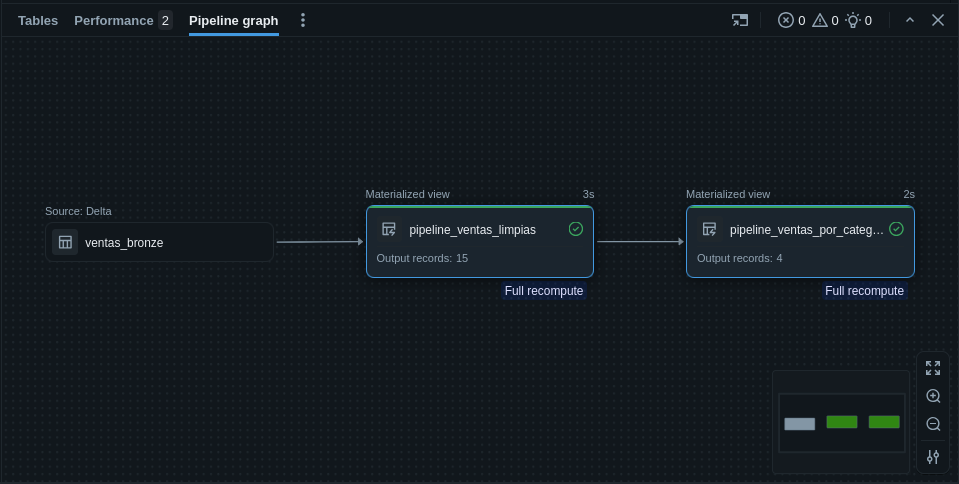 Tables Performance 2 Pipeline graph
0 0 0
Materialized view 3s
Materialized view 2s
Source: Delta
ventas_bronze
pipeline_ventas_limpias
Output records: 15
Full recompute
pipeline_ventas_por_categ...
Output records: 4
Full recompute